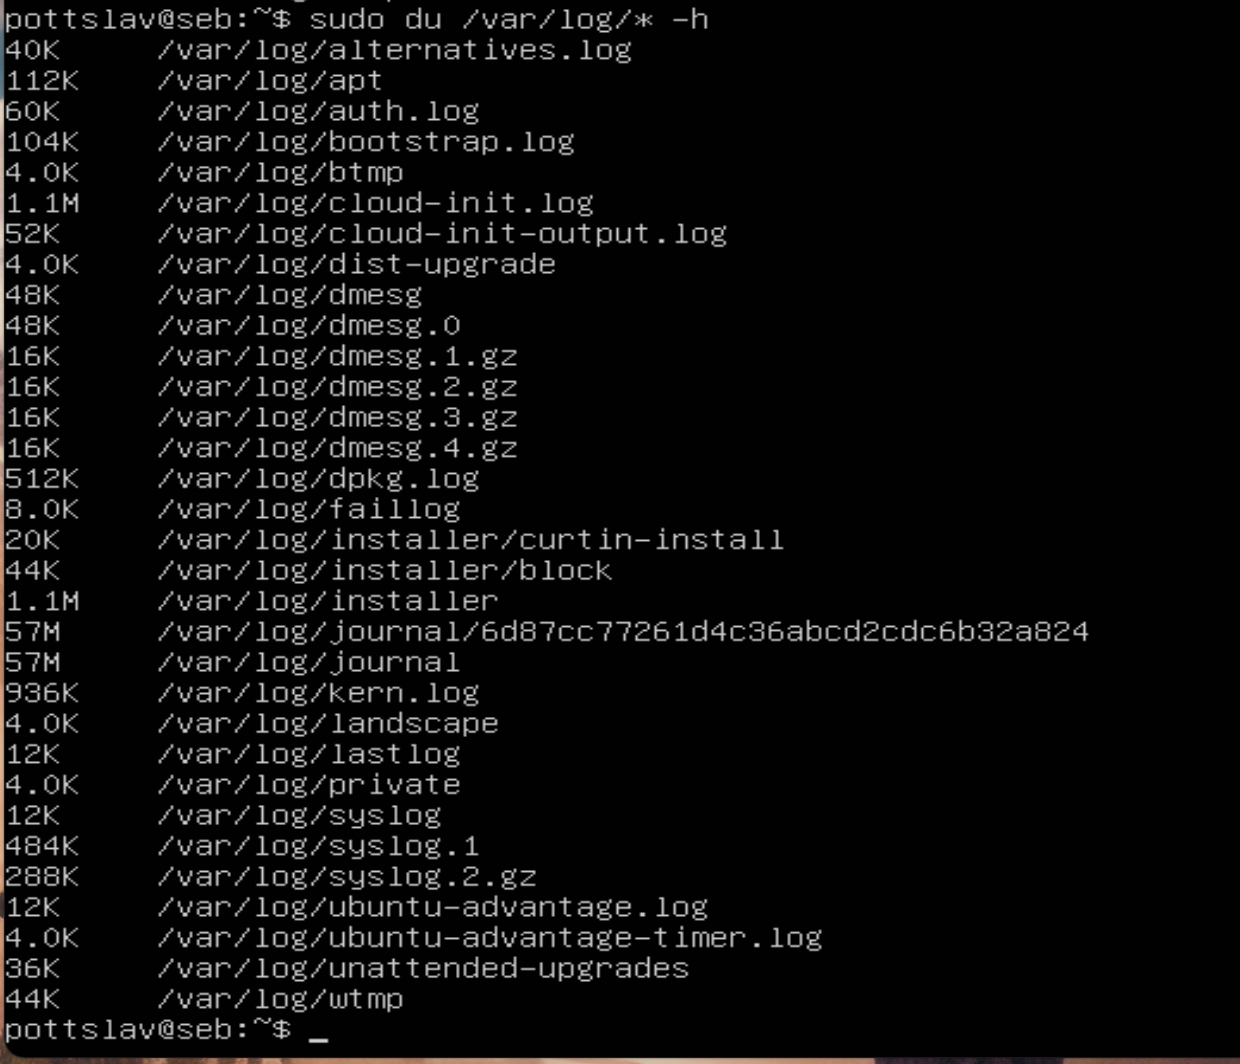 pottslav@seb:~$ sudo du /var/log/* -h
40K /var/log/alternatives.log
112K /var/log/apt
60K /var/log/auth.log
104K /var/log/bootstrap.log
4.0K /var/log/btmp
1.1M /var/log/cloud-init.log
52K /var/log/cloud-init-output.log
4.0K /var/log/dist-upgrade
48K /var/log/dmesg
48K /var/log/dmesg.0
16K /var/log/dmesg.1.gz
16K /var/log/dmesg.2.gz
16K /var/log/dmesg.3.gz
16K /var/log/dmesg.4.gz
512K /var/log/dpkg.log
8.0K /var/log/faillog
20K /var/log/installer/curtin-install
44K /var/log/installer/block
1.1M /var/log/installer
57M /var/log/journal/6d87cc77261d4c36abcd2cdc6b32a824
57M /var/log/journal
936K /var/log/kern.log
4.0K /var/log/landscape
12K /var/log/lastlog
4.0K /var/log/private
12K /var/log/syslog
484K /var/log/syslog.1
288K /var/log/syslog.2.gz
12K /var/log/ubuntu-advantage.log
4.0K /var/log/ubuntu-advantage-timer.log
36K /var/log/unattended-upgrades
44K /var/log/wtmp
pottslav@seb:~$ _